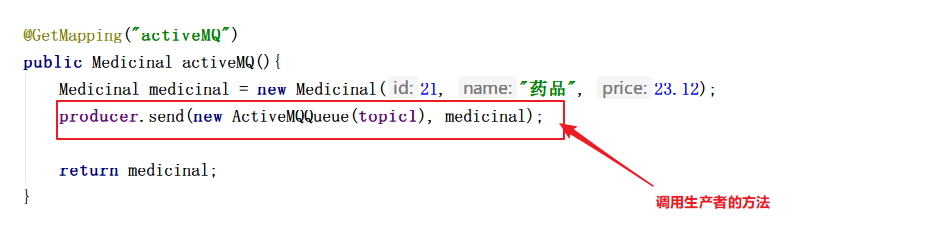 @GetMapping("activeMQ")
public Medicinal activeMQ(){
Medicinal medicinal = new Medicinal( id: 21, name: "药品", price: 23.12);
producer.send(new ActiveMQQueue(topic1), medicinal);
return medicinal;
}
调用生产者的方法